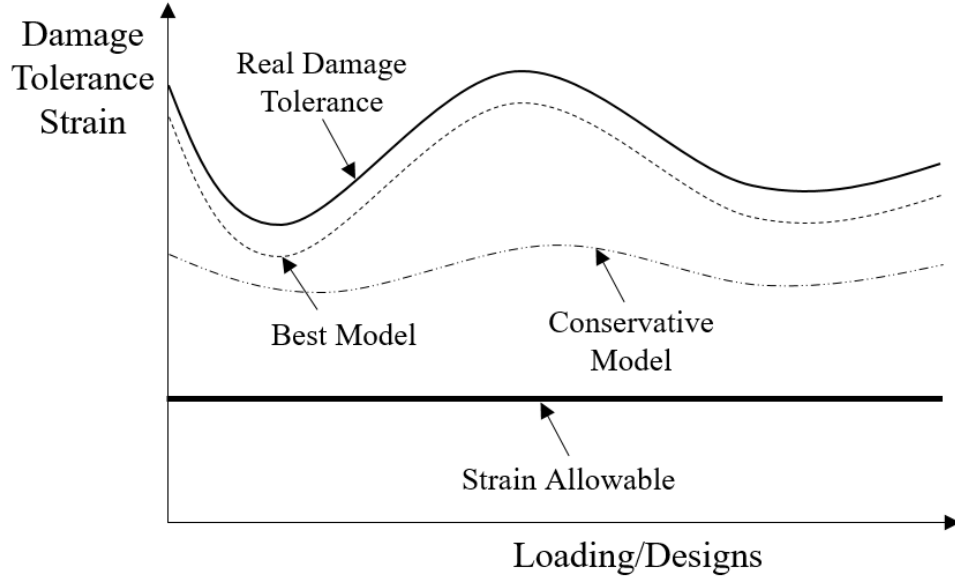 Damage
Tolerance
Strain
Real Damage
Tolerance
Best Model
Conservative
Model
Strain Allowable
Loading/Designs